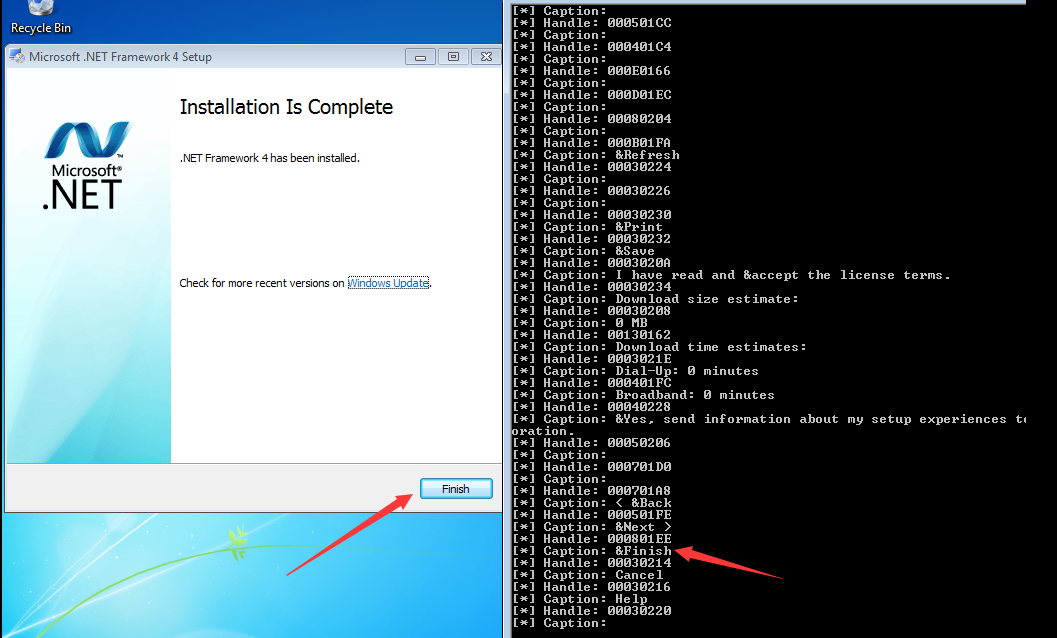 Recycle Bin
Microsoft .NET Framework 4 Setup
Microsoft®
.NET
™
Installation Is Complete
.NET Framework 4 has been installed.
Check for more recent versions on Windows Update.
Finish
[*] Caption:
[*] Handle: 000501CC
[*] Caption:
[*] Handle: 000401C4
[*] Caption:
[*] Handle: 000E0166
[*] Caption:
[*] Handle: 000D01EC
[*] Caption:
[*] Handle: 00080204
[*] Caption:
[*] Handle: 000B01FA
[*] Caption: &Refresh
[*] Handle: 00030224
[*] Caption:
[*] Handle: 00030226
[*] Caption:
[*] Handle: 00030230
[*] Caption: &Print
[*] Handle: 00030232
[*] Caption: &Save
[*] Handle: 0003020A
[*] Caption: I have read and &accept the license terms.
[*] Handle: 00030234
[*] Caption: Download size estimate:
[*] Handle: 00030208
[*] Caption: 0 MB
[*] Handle: 00130162
[*] Caption: Download time estimates:
[*] Handle: 0003021E
[*] Caption: Dial-Up: 0 minutes
[*] Handle: 000401FC
[*] Caption: Broadband: 0 minutes
[*] Handle: 00040228
[*] Caption: &Yes, send information about my setup experiences to
oration.
[*] Handle: 00050206
[*] Caption:
[*] Handle: 000701D0
[*] Caption:
[*] Handle: 000701A8
[*] Caption: < &Back
[*] Handle: 000501FE
[*] Caption: &Next >
[*] Handle: 000801EE
[*] Caption: &Finish
[*] Handle: 00030214
[*] Caption: Cancel
[*] Handle: 00030216
[*] Caption: Help
[*] Handle: 00030220
[*] Caption: